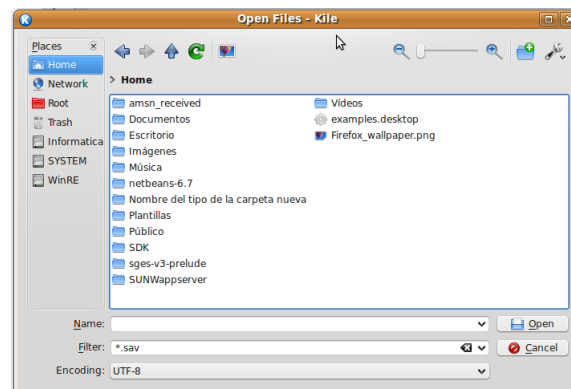 Open Files - Kile
Places
Home
Network
Root
Trash
Informatica
SYSTEM
WinRE
> Home
amsn_received
Documentos
Escritorio
Imágenes
Música
netbeans-6.7
Nombre del tipo de la carpeta nueva
Plantillas
Público
SDK
sges-v3-prelude
SUNWappserver
Vídeos
examples.desktop
Firefox_wallpaper.png
Name:
Open
Filter: *.sav
Cancel
Encoding: UTF-8